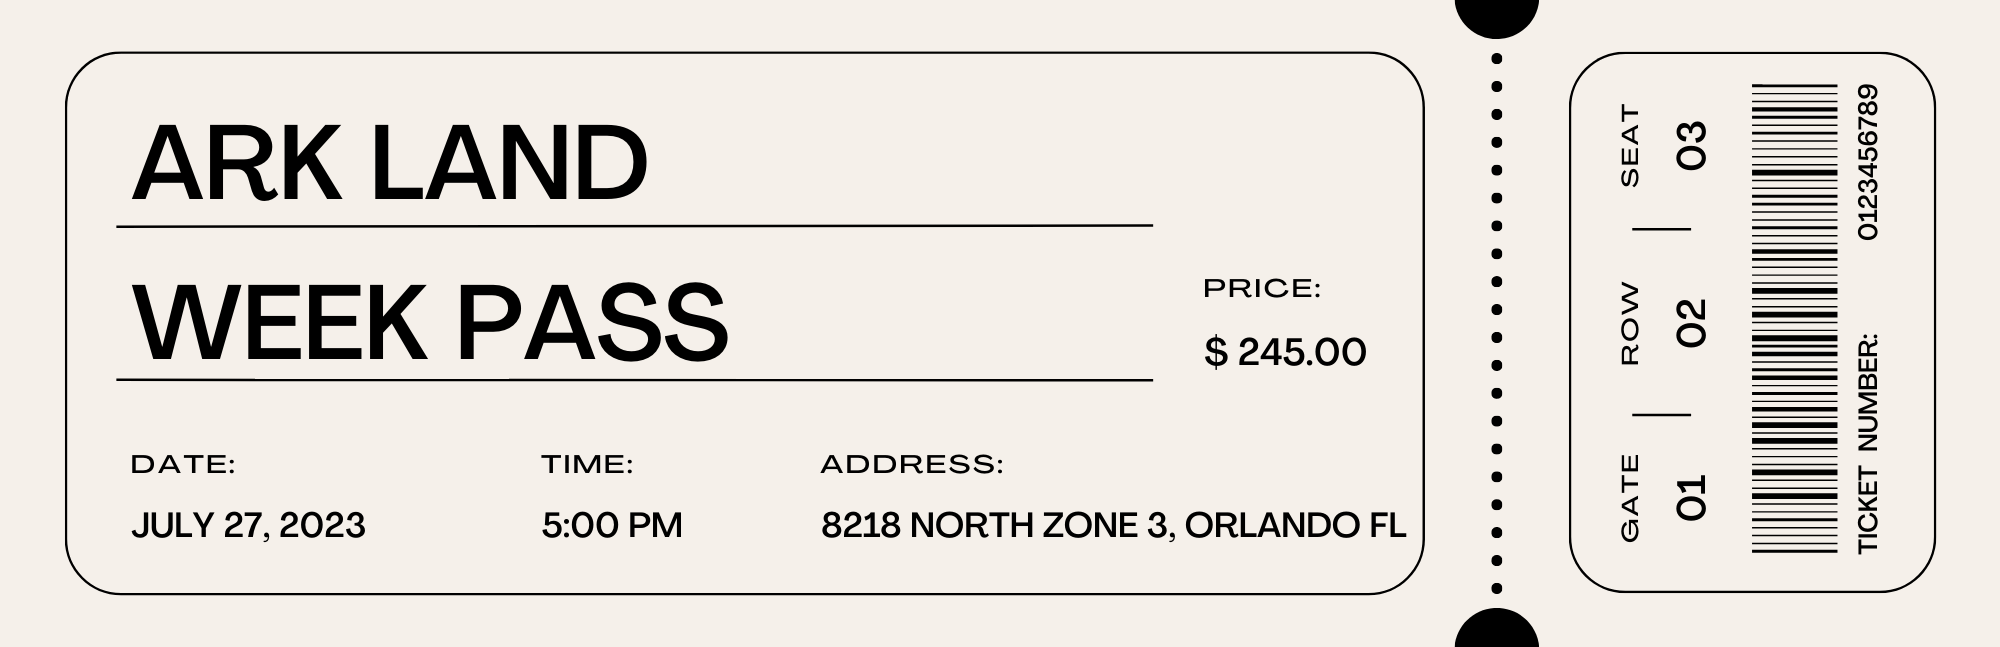 ARK LAND
WEEK PASS
PRICE:
$ 245.00
DATE:
JULY 27, 2023
TIME:
5:00 PM
ADDRESS:
8218 NORTH ZONE 3, ORLANDO FL
GATE
01
ROW
02
SEAT
03
TICKET NUMBER: 0123456789